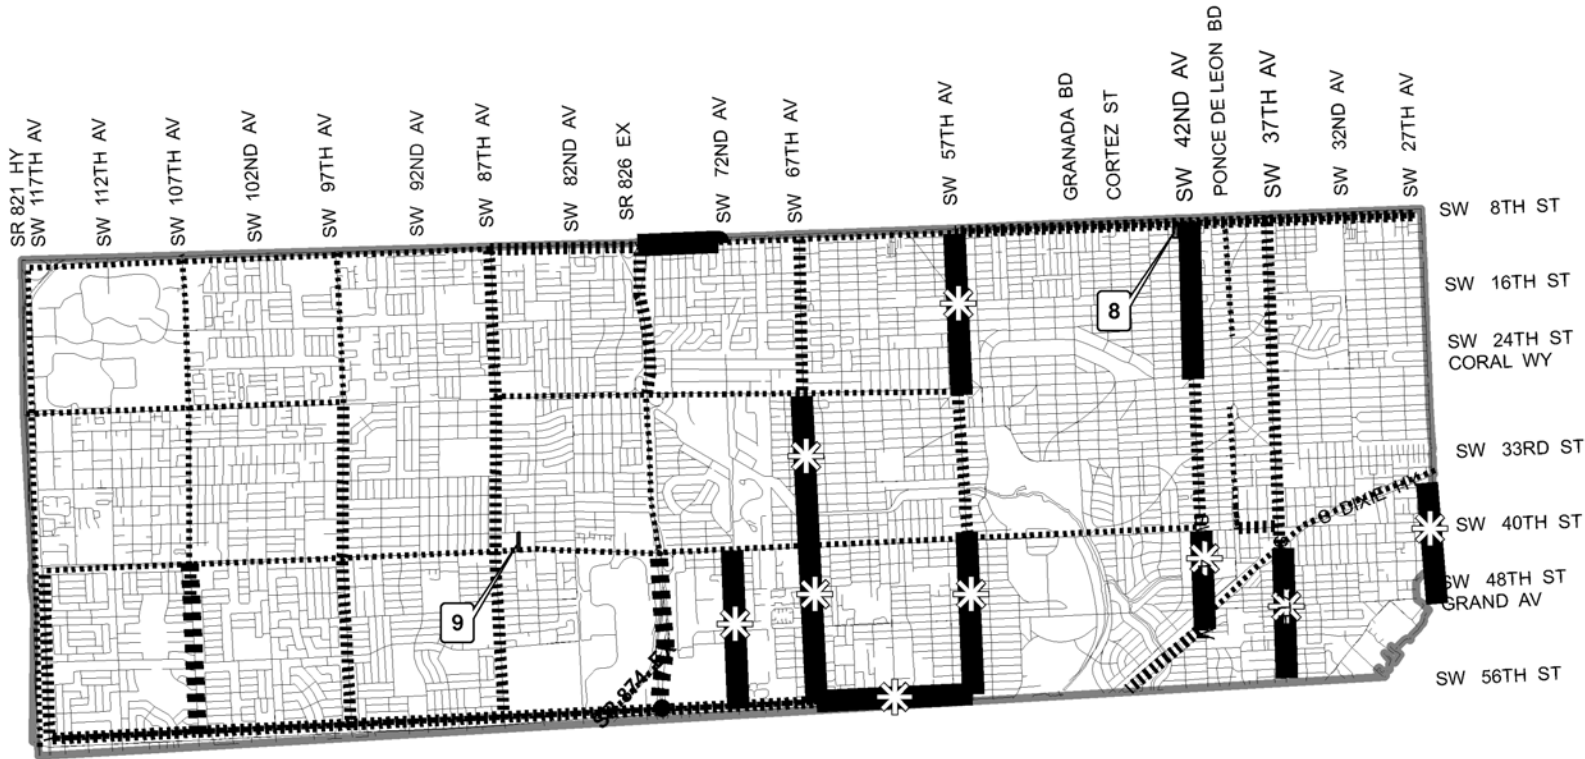 SR 821 HY
SW 117TH AV
SW 112TH AV
SW 107TH AV
SW 102ND AV
SW 97TH AV
SW 92ND AV
SW 87TH AV
SW 82ND AV
SR 826 EX
SW 72ND AV
SW 67TH AV
SW 57TH AV
GRANADA BD
CORTEZ ST
SW 42ND AV
PONCE DE LEON BD
SW 37TH AV
SW 32ND AV
SW 27TH AV
SW 8TH ST
SW 16TH ST
SW 24TH ST
CORAL WY
SW 33RD ST
SW 40TH ST
SW 48TH ST
GRAND AV
SW 56TH ST
8
9
S DIXIE HY
SR 874